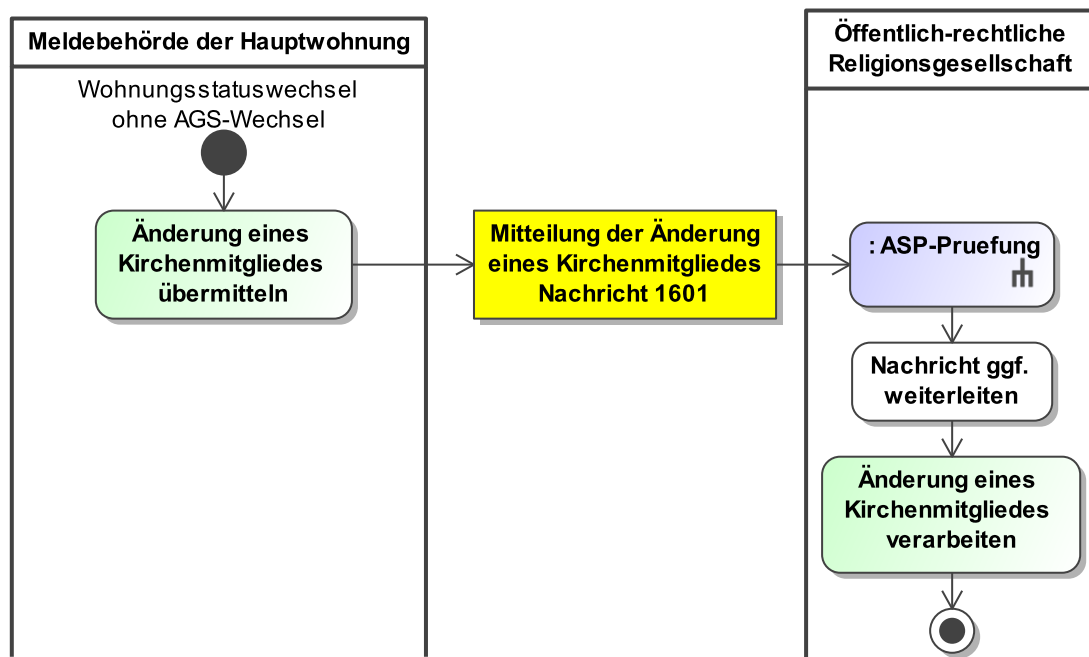 Meldebehörde der Hauptwohnung
Wohnungsstatuswechsel
ohne AGS-Wechsel
Änderung eines
Kirchenmitgliedes
übermitteln
Mitteilung der Änderung
eines Kirchenmitgliedes
Nachricht 1601
Öffentlich-rechtliche
Religionsgesellschaft
: ASP-Pruefung
Nachricht ggf.
weiterleiten
Änderung eines
Kirchenmitgliedes
verarbeiten